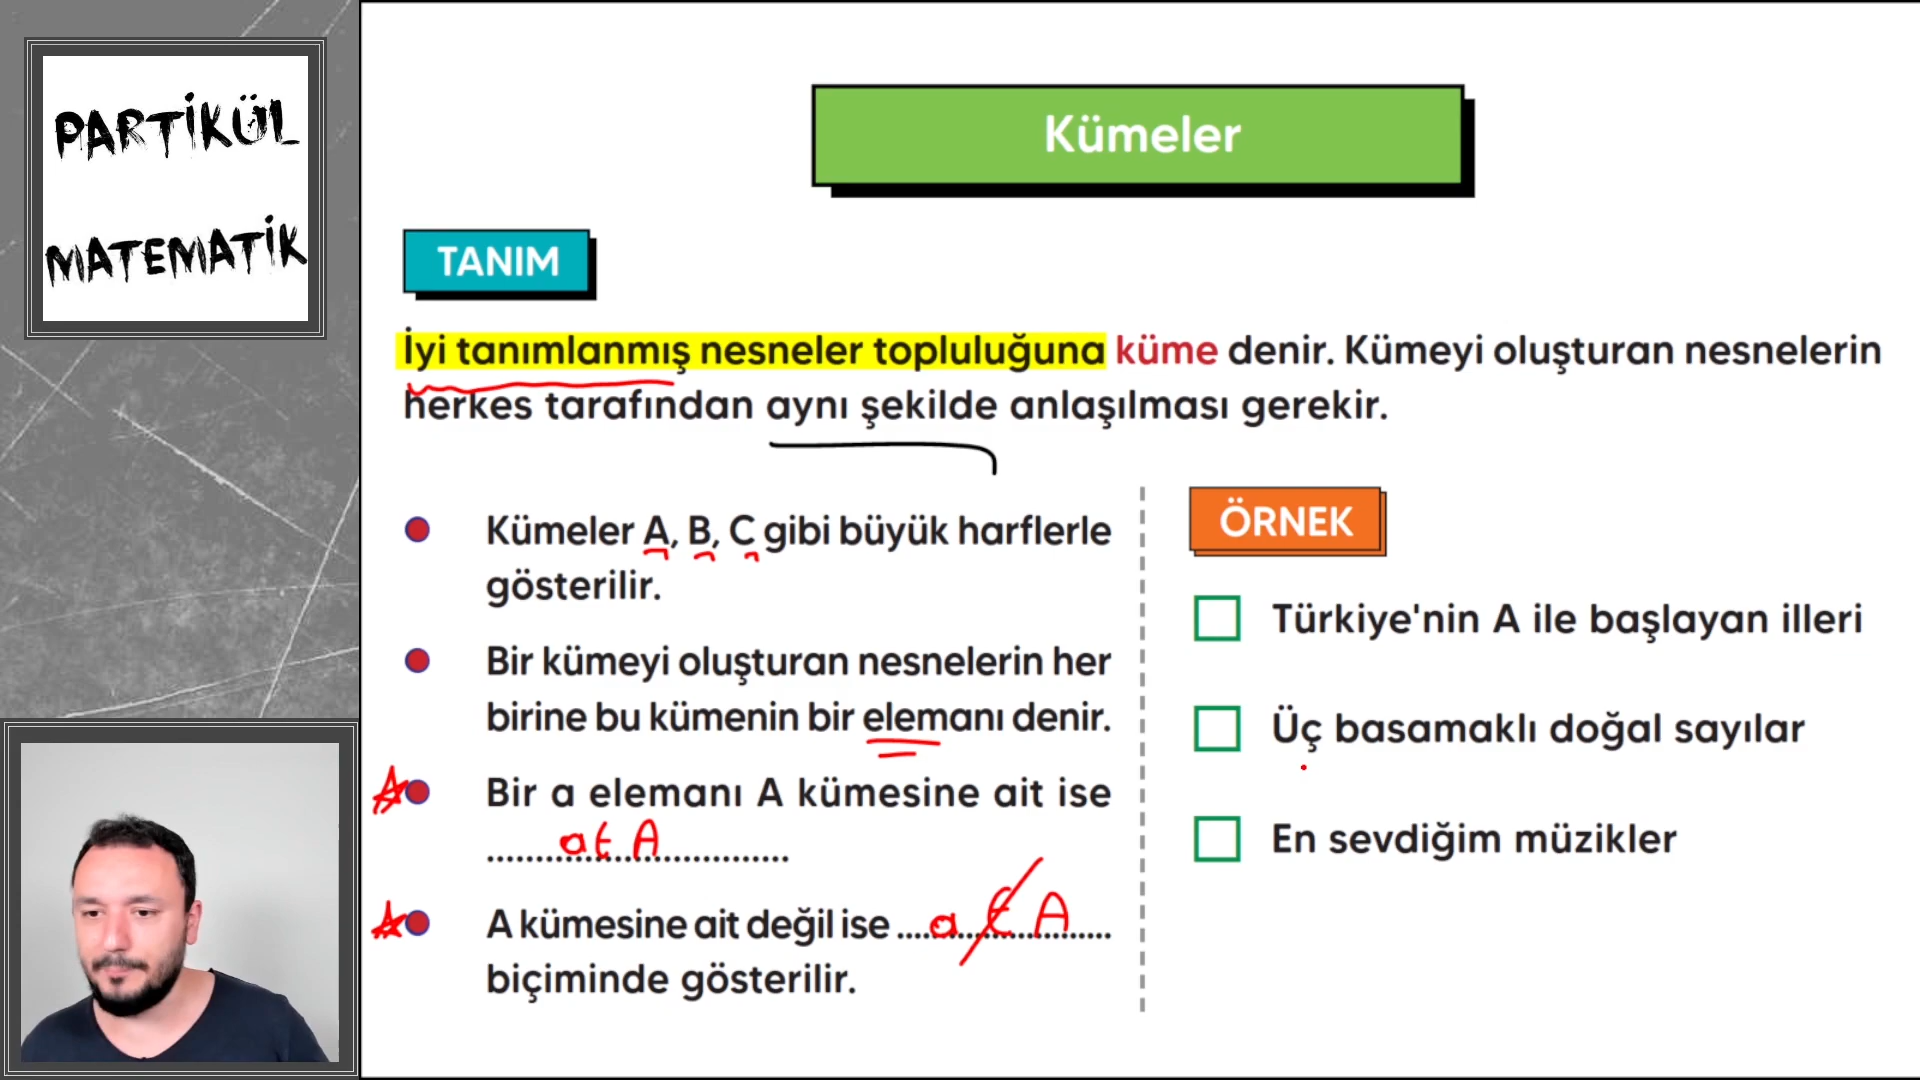 PARTİKÜL
MATEMATİK
Kümeler
TANIM
İyi tanımlanmış nesneler topluluğuna küme denir. Kümeyi oluşturan nesnelerin
herkes tarafından aynı şekilde anlaşılması gerekir.
Kümeler A, B, C gibi büyük harflerle
gösterilir.
Bir kümeyi oluşturan nesnelerin her
birine bu kümenin bir elemanı denir.
Bir a elemanı A kümesine ait ise
a ∈ A
A kümesine ait değil ise a ∉ A
biçiminde gösterilir.
ÖRNEK
Türkiye'nin A ile başlayan illeri
Üç basamaklı doğal sayılar
En sevdiğim müzikler